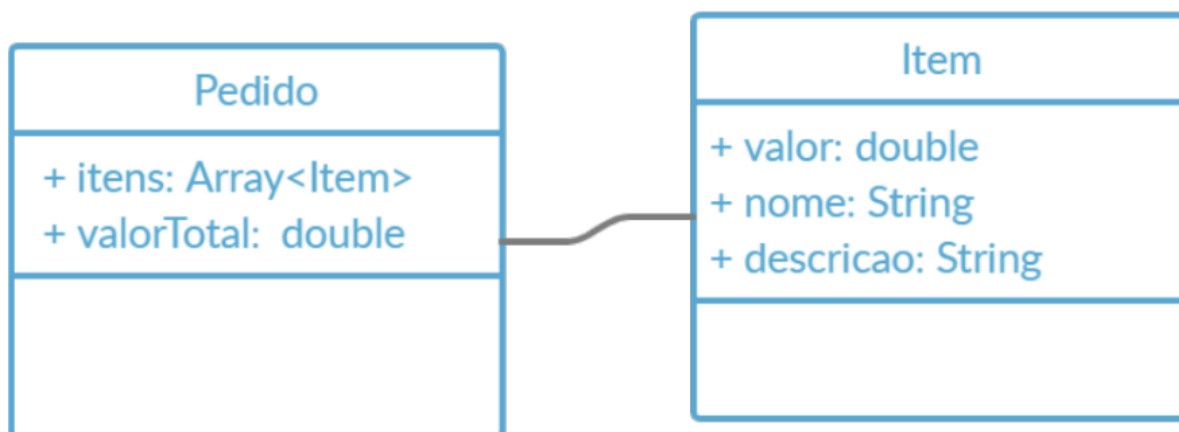 Pedido
+ itens: Array<Item>
+ valorTotal: double
Item
+ valor: double
+ nome: String
+ descricao: String